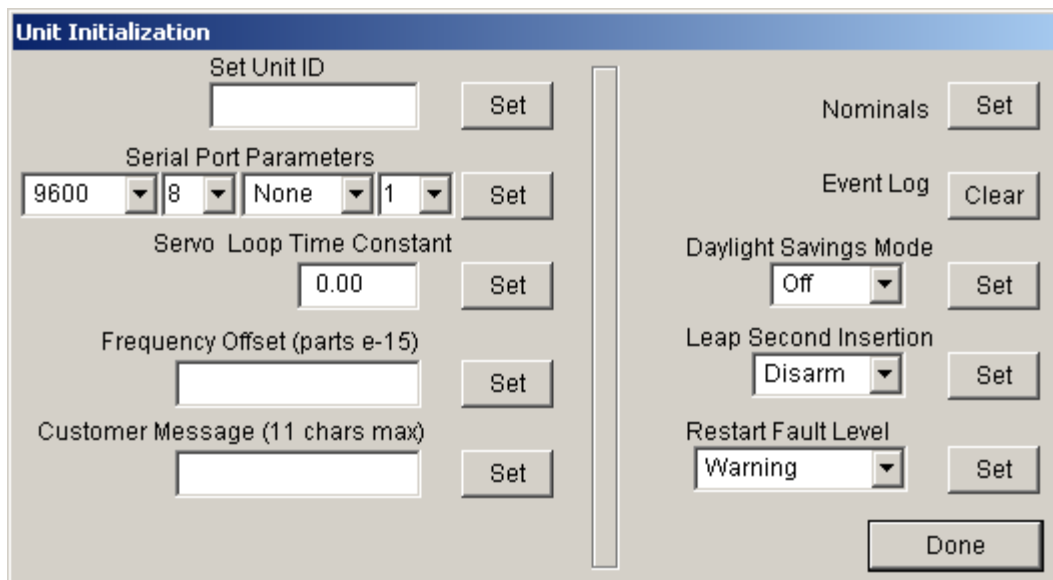 Unit Initialization
Set Unit ID
Set
Serial Port Parameters
9600 8 None 1 Set
Servo Loop Time Constant
0.00 Set
Frequency Offset (parts e-15)
Set
Customer Message (11 chars max)
Set
Nominals Set
Event Log Clear
Daylight Savings Mode
Off Set
Leap Second Insertion
Disarm Set
Restart Fault Level
Warning Set
Done